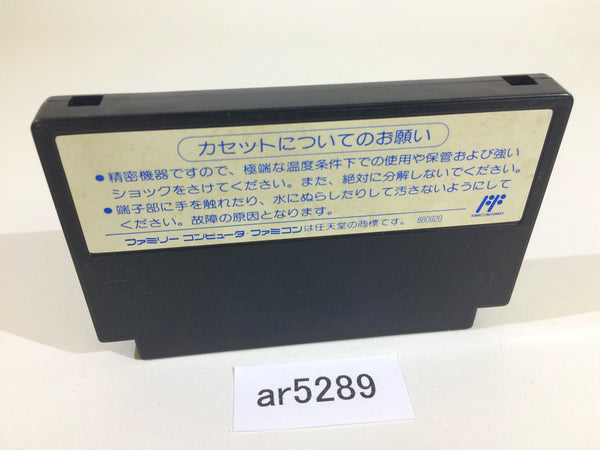 カセットについてのお願い
●精密機器ですので、極端な温度条件下での使用や保管および強い
ショックをさけてください。また、絶対に分解しないでください。
●端子部に手を触れたり、水にぬらしたりして汚さないようにして
ください。故障の原因となります。
ファミリーコンピュータ・ファミコンは任天堂の商標です。 880920
ar5289